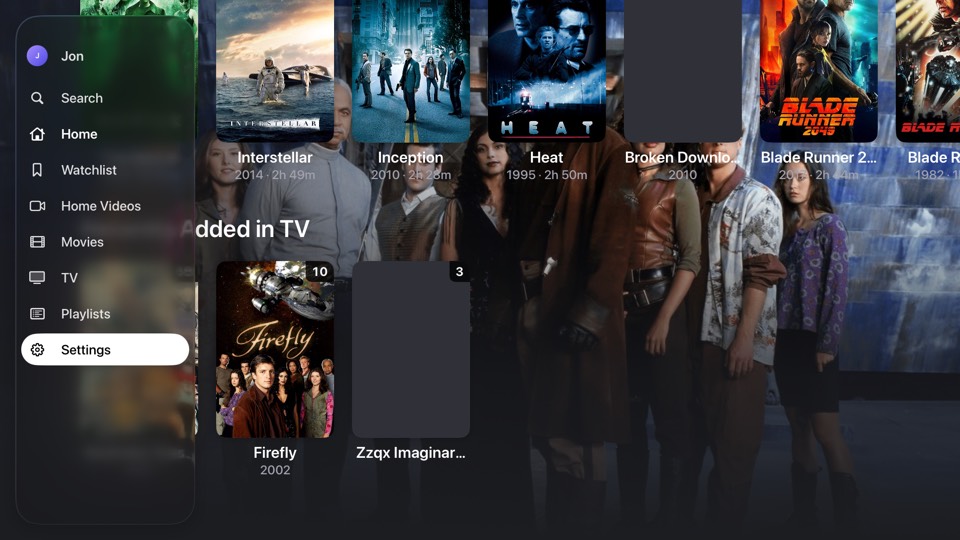 J
Jon
Search
Home
Watchlist
Home Videos
Movies
TV
Playlists
Settings
INTERSTELLAR
HEAT
BLADE
RUNNER
2049
Interstellar
2014 · 2h 49m
Inception
2010 · 2h 28m
Heat
1995 · 2h 50m
Broken Downlo...
2010
Blade Runner 2...
Blade R
1982 · 1
dded in TV
10
Firefly
3
Firefly
2002
Zzqx Imaginar...